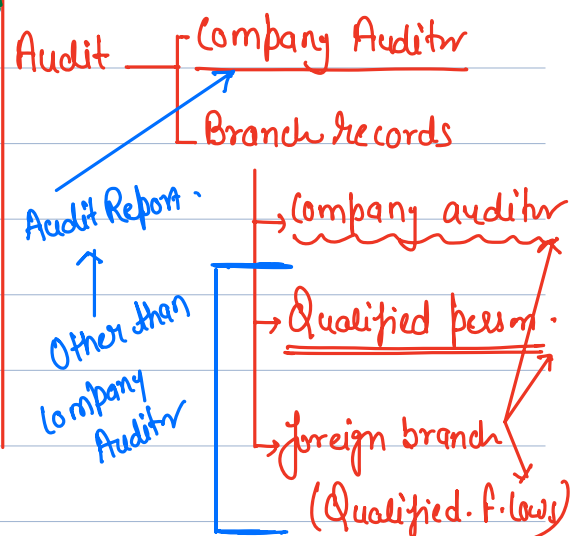 Audit
Company Auditor
Branch records
Company auditor
Qualified person.
foreign branch
(Qualified. f. laws)
Audit Report.
Other than
Company
Auditor